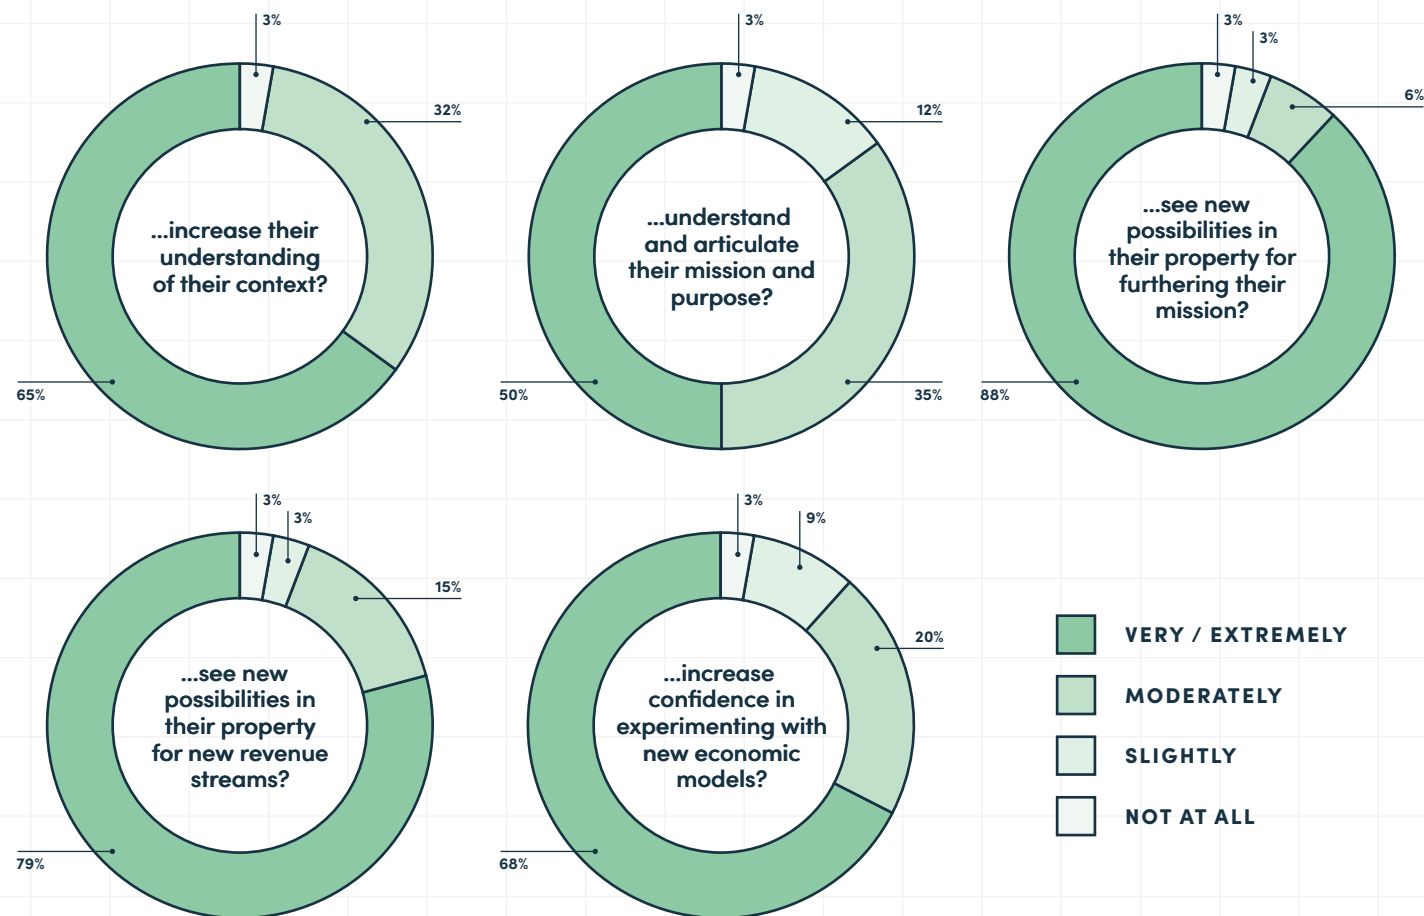 3%
32%
...increase their
understanding
of their context?
65%
3%
12%
...understand
and articulate
their mission and
purpose?
50%
35%
3%
3%
6%
...see new
possibilities in
their property for
furthering their
mission?
88%
3%
3%
15%
...see new
possibilities in
their property
for new revenue
streams?
79%
3%
9%
20%
...increase
confidence in
experimenting with
new economic
models?
68%
VERY / EXTREMELY
MODERATELY
SLIGHTLY
NOT AT ALL